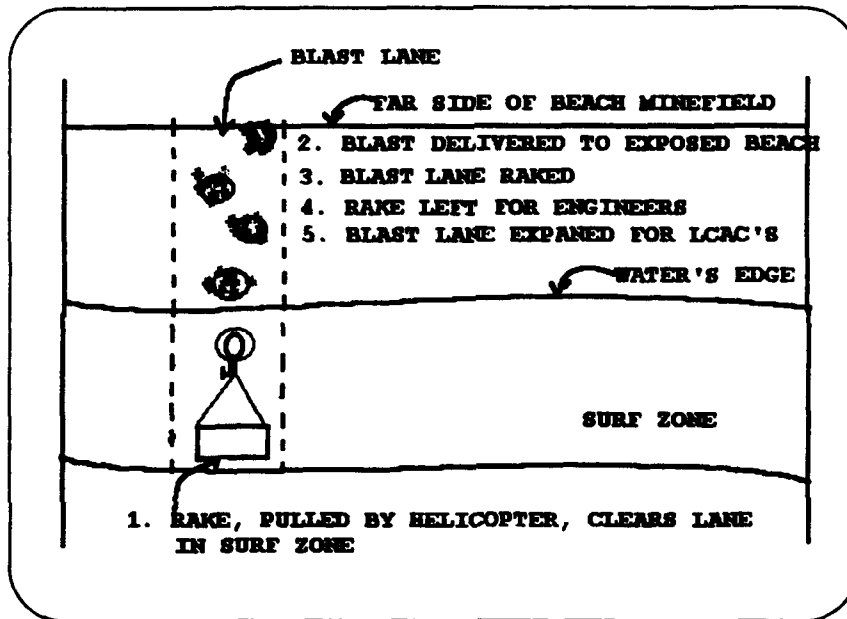 BLAST LANE
FAR SIDE OF BEACH MINEFIELD
2. BLAST DELIVERED TO EXPOSED BEACH
3. BLAST LANE RAKED
4. RAKE LEFT FOR ENGINEERS
5. BLAST LANE EXPANED FOR LCAC'S
WATER'S EDGE
SURF ZONE
1. RAKE, PULLED BY HELICOPTER, CLEARS LANE
IN SURF ZONE